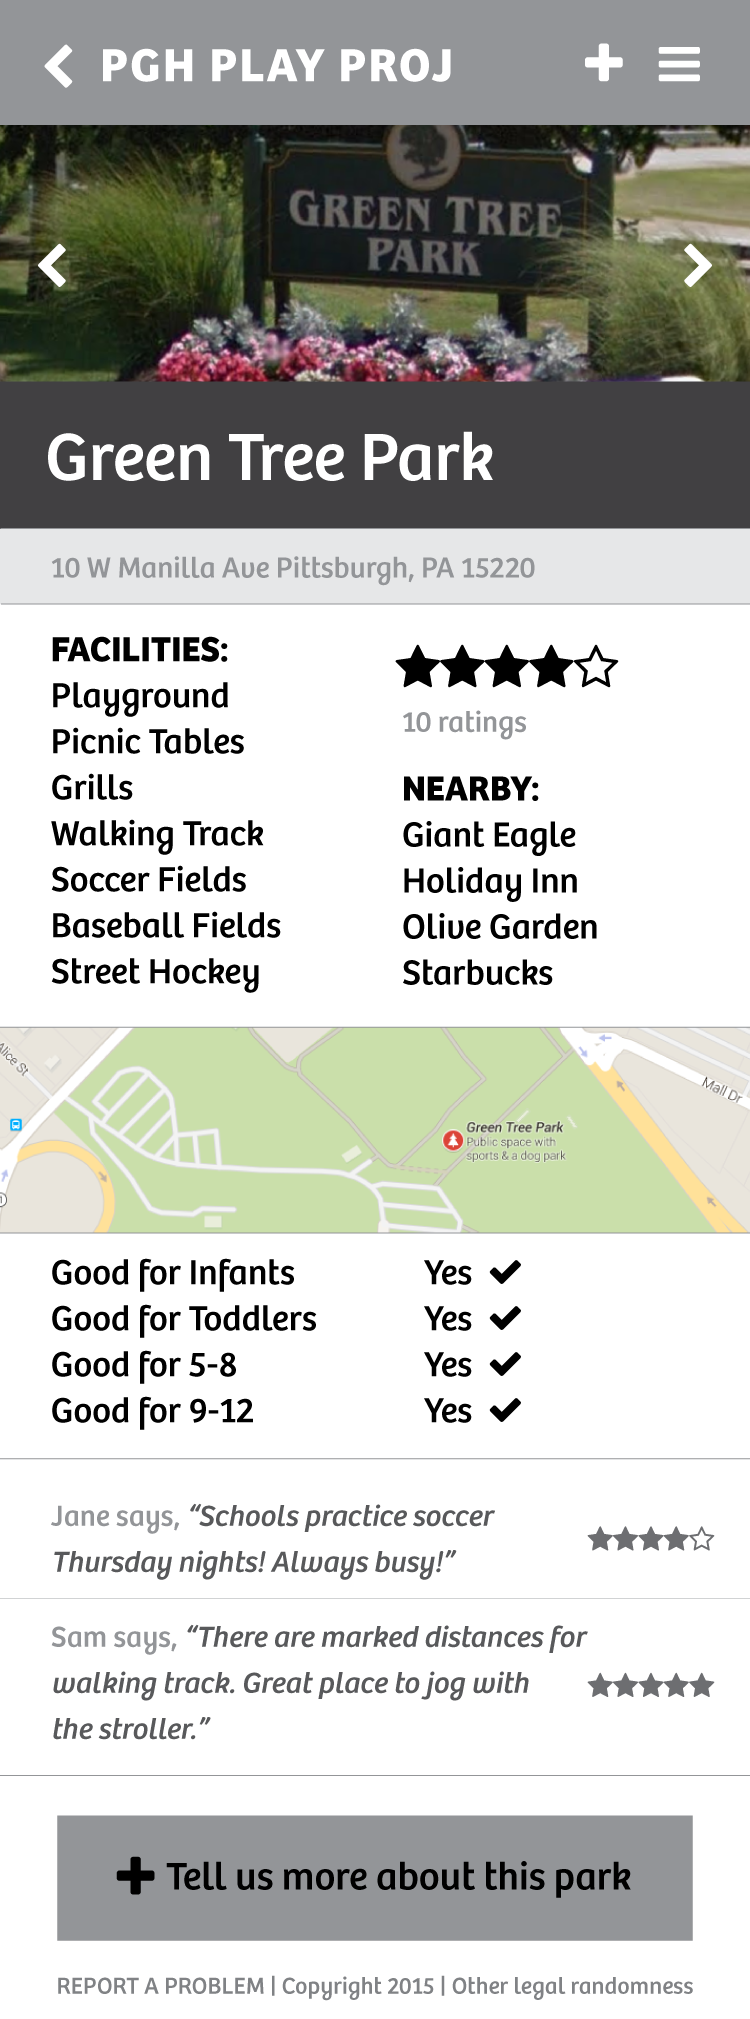 PGH PLAY PROJ
GREEN TREE
PARK
Green Tree Park
10 W Manilla Ave Pittsburgh, PA 15220
FACILITIES:
Playground
Picnic Tables
Grills
Walking Track
Soccer Fields
Baseball Fields
Street Hockey
10 ratings
NEARBY:
Giant Eagle
Holiday Inn
Olive Garden
Starbucks
Alice St
Mall Dr
Green Tree Park
Public space with
sports & a dog park
Good for Infants Yes
Good for Toddlers Yes
Good for 5-8 Yes
Good for 9-12 Yes
Jane says, “Schools practice soccer
Thursday nights! Always busy!”
Sam says, “There are marked distances for
walking track. Great place to jog with
the stroller.”
Tell us more about this park
REPORT A PROBLEM | Copyright 2015 | Other legal randomness